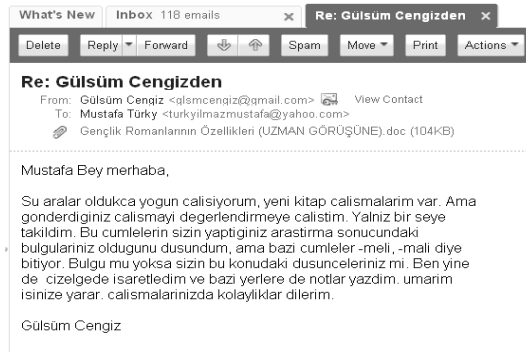 What's New Inbox 118 emails × Re: Gülsüm Cengizden ×
Delete Reply Forward Spam Move Print Actions
Re: Gülsüm Cengizden
From: Gülsüm Cengiz <glsmcengiz@gmail.com> View Contact
To: Mustafa Türky <turkyilmazmustafa@yahoo.com>
Gençlik Romanlarının Özellikleri (UZMAN GÖRÜŞÜNE).doc (104KB)
Mustafa Bey merhaba,
Su aralar oldukca yogun calisiyorum, yeni kitap calismalarim var. Ama
gonderdiginiz calismayi degerlendirmeye calistim. Yalniz bir seye
takildim. Bu cumlelerin sizin yaptiginiz arastirma sonucundaki
bulgulariniz oldugunu dusundum, ama bazi cumleler -meli, -mali diye
bitiyor. Bulgu mu yoksa sizin bu konudaki dusunceleriniz mi. Ben yine
de cizelgede isaretledim ve bazi yerlere de notlar yazdim. umarim
isinize yarar. calismalarinizda kolayliklar dilerim.
Gülsüm Cengiz